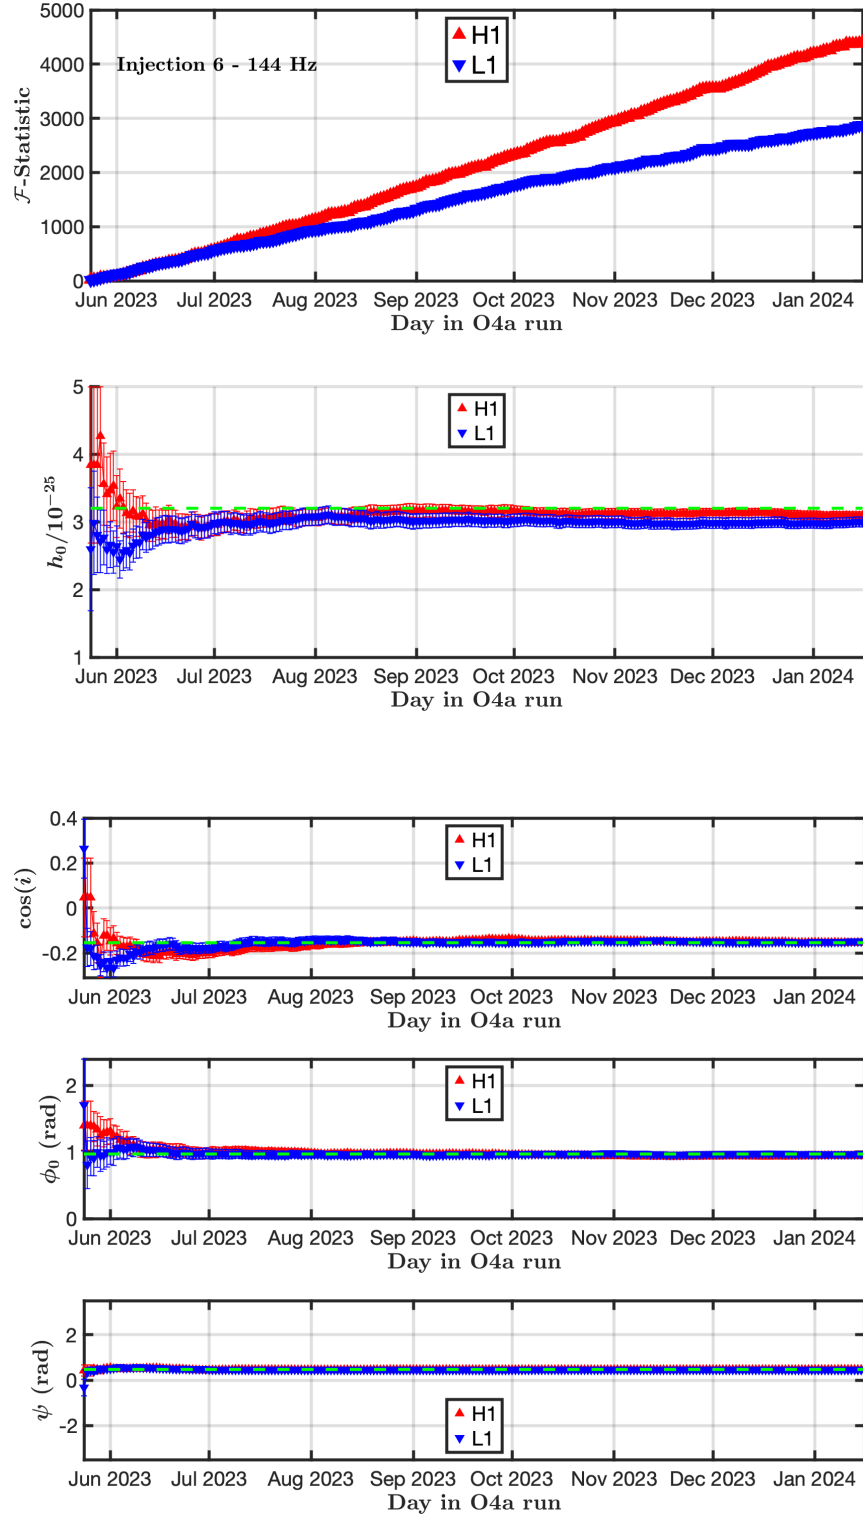 5000
4000
3000
2000
1000
0
F-Statistic
Injection 6 - 144 Hz
H1
L1
Jun 2023 Jul 2023 Aug 2023 Sep 2023 Oct 2023 Nov 2023 Dec 2023 Jan 2024
Day in O4a run
5
4
3
2
1
h₀/10⁻²⁵
H1
L1
Jun 2023 Jul 2023 Aug 2023 Sep 2023 Oct 2023 Nov 2023 Dec 2023 Jan 2024
Day in O4a run
0.4
0.2
0
-0.2
cos(i)
H1
L1
Jun 2023 Jul 2023 Aug 2023 Sep 2023 Oct 2023 Nov 2023 Dec 2023 Jan 2024
Day in O4a run
2
1
0
ϕ₀ (rad)
H1
L1
Jun 2023 Jul 2023 Aug 2023 Sep 2023 Oct 2023 Nov 2023 Dec 2023 Jan 2024
Day in O4a run
2
0
-2
ψ (rad)
H1
L1
Jun 2023 Jul 2023 Aug 2023 Sep 2023 Oct 2023 Nov 2023 Dec 2023 Jan 2024
Day in O4a run